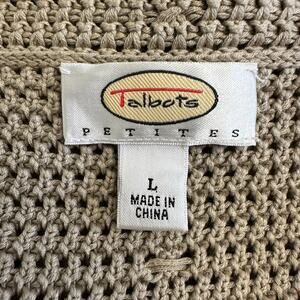 Talbots
PETITES
L
MADE IN
CHINA